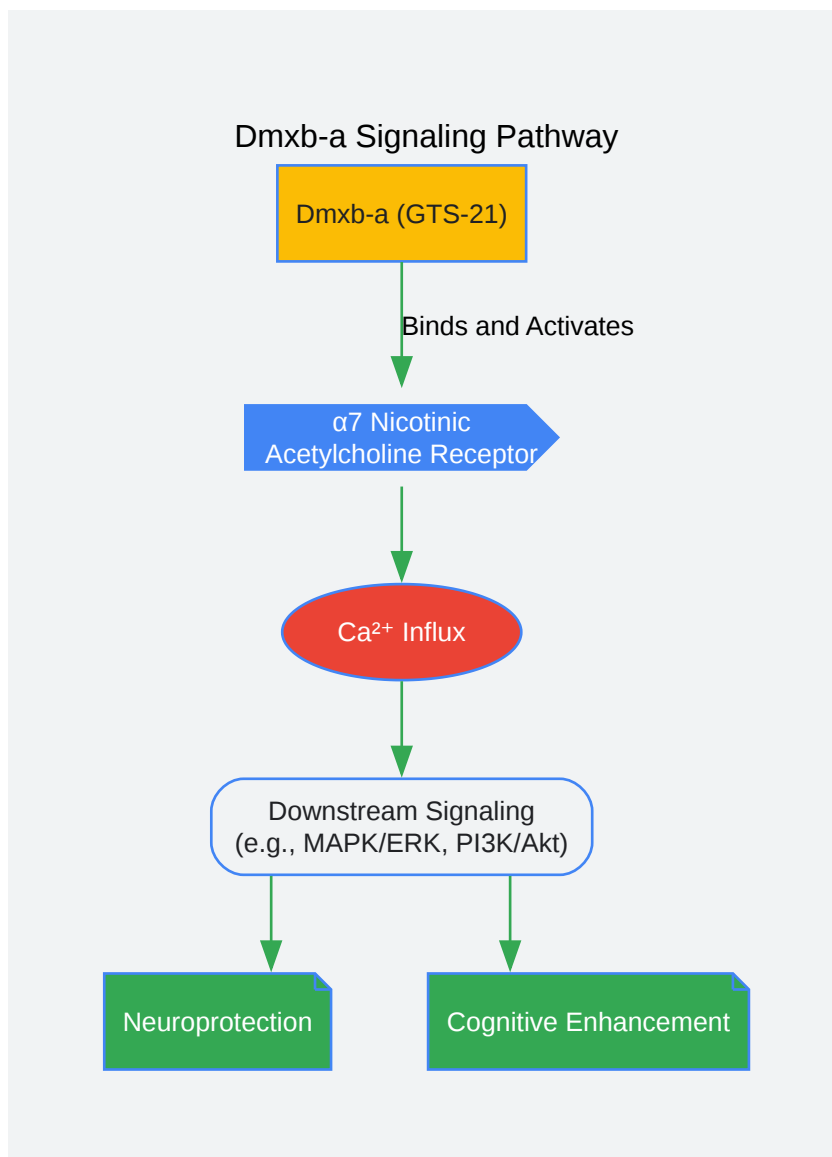 Dmxb-a Signaling Pathway
Dmxb-a (GTS-21)
Binds and Activates
α7 Nicotinic
Acetylcholine Receptor
Ca²⁺ Influx
Downstream Signaling
(e.g., MAPK/ERK, PI3K/Akt)
Neuroprotection
Cognitive Enhancement